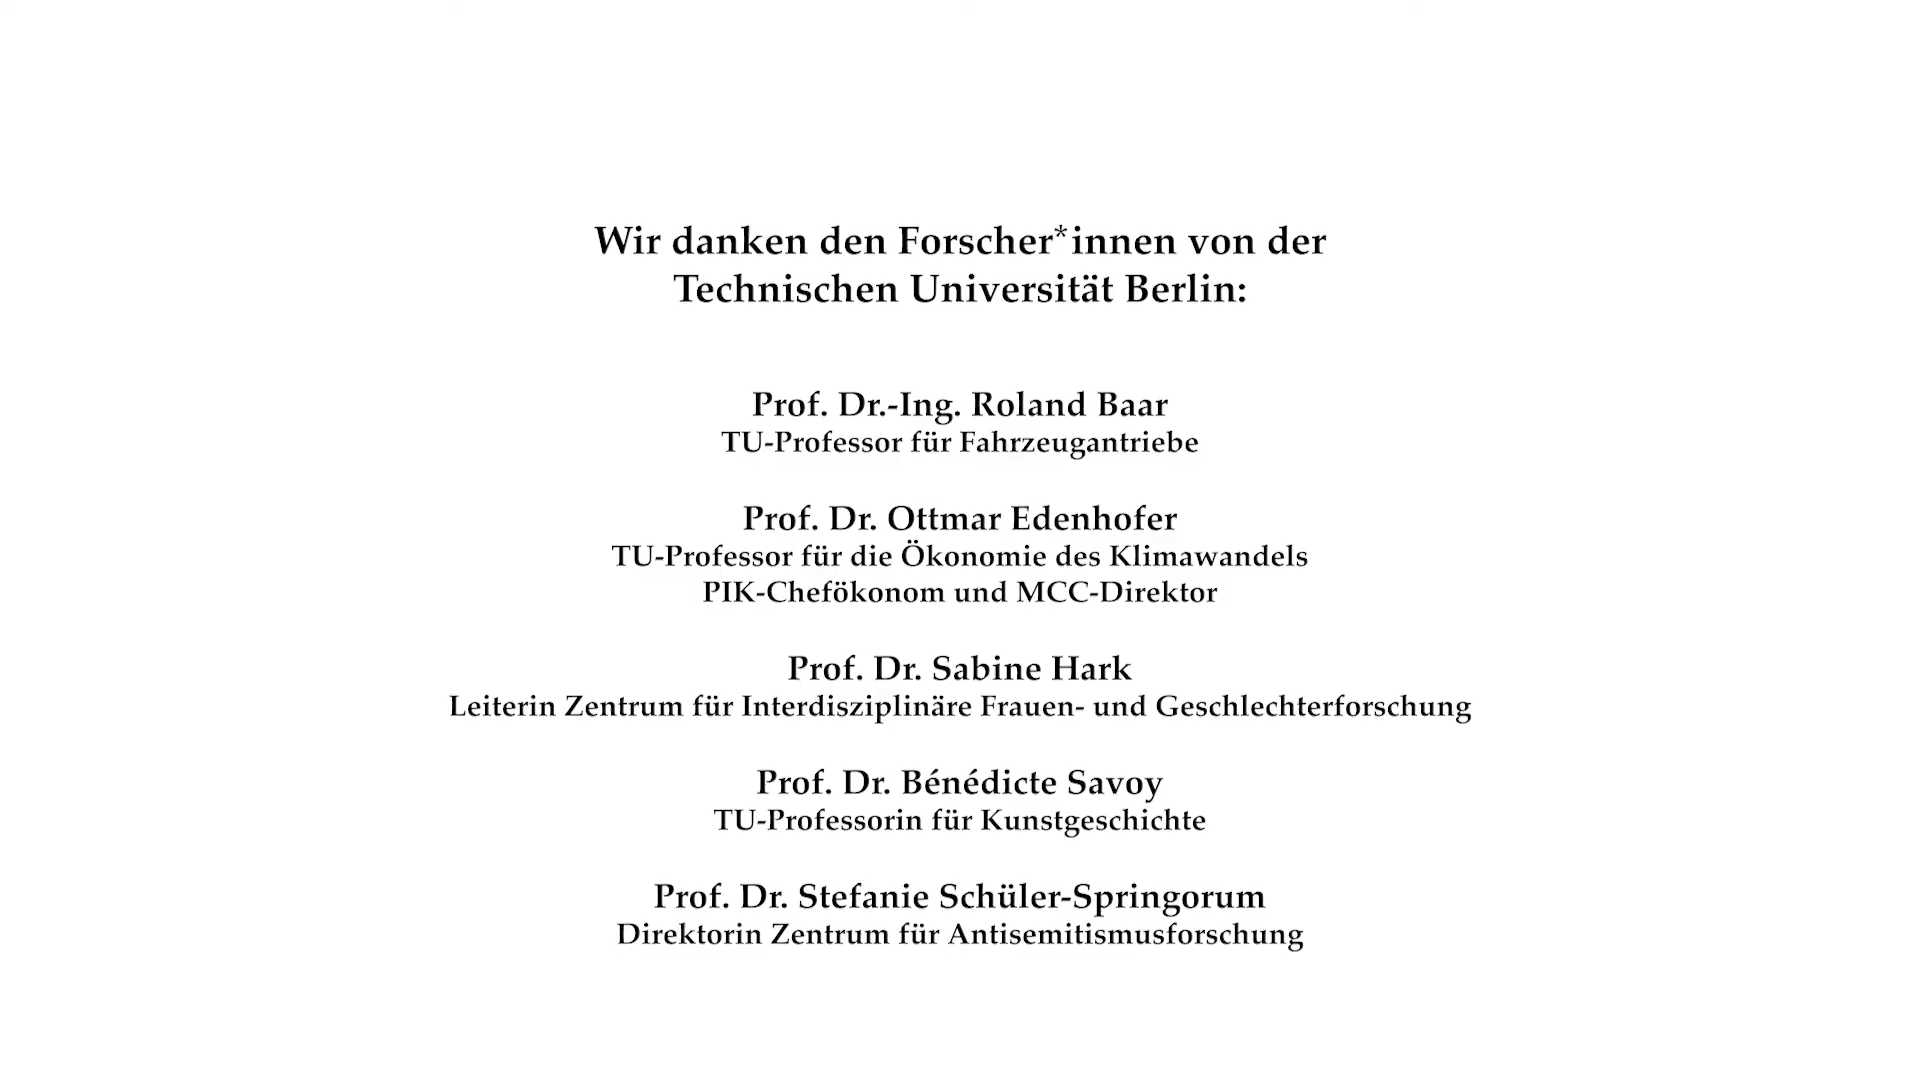 Wir danken den Forscher*innen von der
Technischen Universität Berlin:
Prof. Dr.-Ing. Roland Baar
TU-Professor für Fahrzeugantriebe
Prof. Dr. Ottmar Edenhofer
TU-Professor für die Ökonomie des Klimawandels
PIK-Chefökonom und MCC-Direktor
Prof. Dr. Sabine Hark
Leiterin Zentrum für Interdisziplinäre Frauen- und Geschlechterforschung
Prof. Dr. Bénédicte Savoy
TU-Professorin für Kunstgeschichte
Prof. Dr. Stefanie Schüler-Springorum
Direktorin Zentrum für Antisemitismusforschung